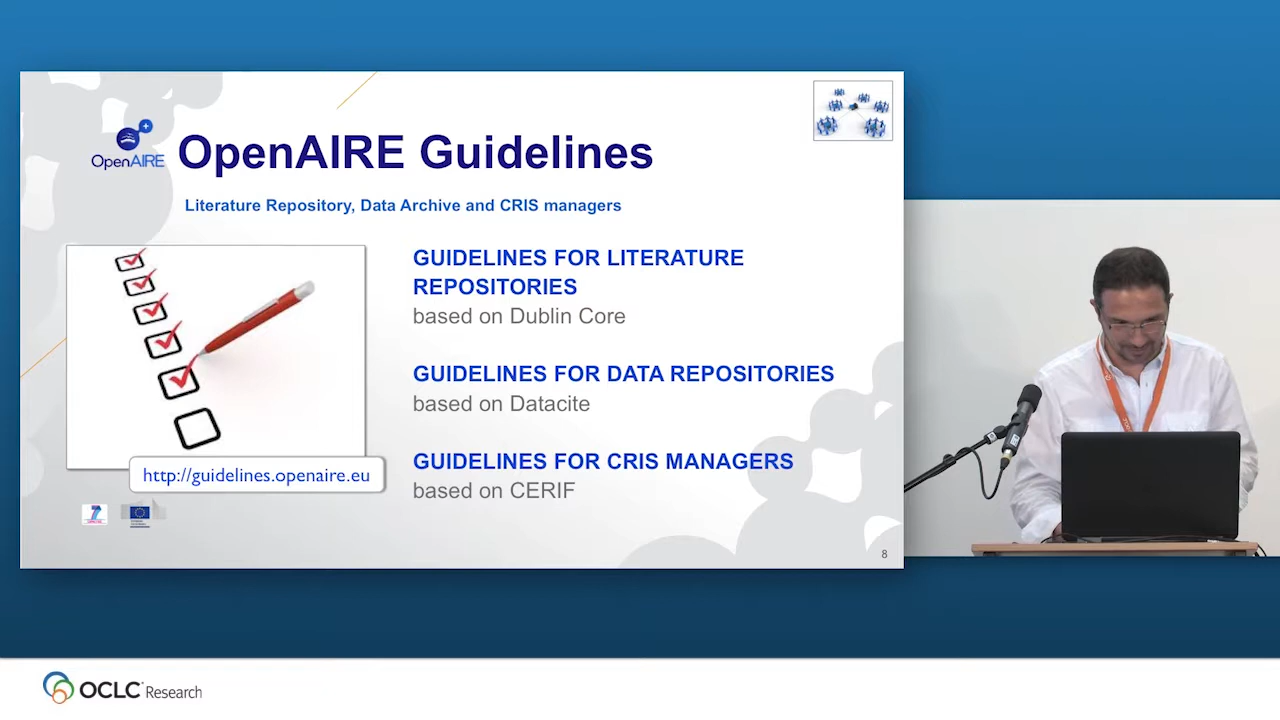 OpenAIRE
OpenAIRE Guidelines
Literature Repository, Data Archive and CRIS managers
GUIDELINES FOR LITERATURE
REPOSITORIES
based on Dublin Core
GUIDELINES FOR DATA REPOSITORIES
based on Datacite
GUIDELINES FOR CRIS MANAGERS
based on CERIF
http://guidelines.openaire.eu
8
OCLC Research